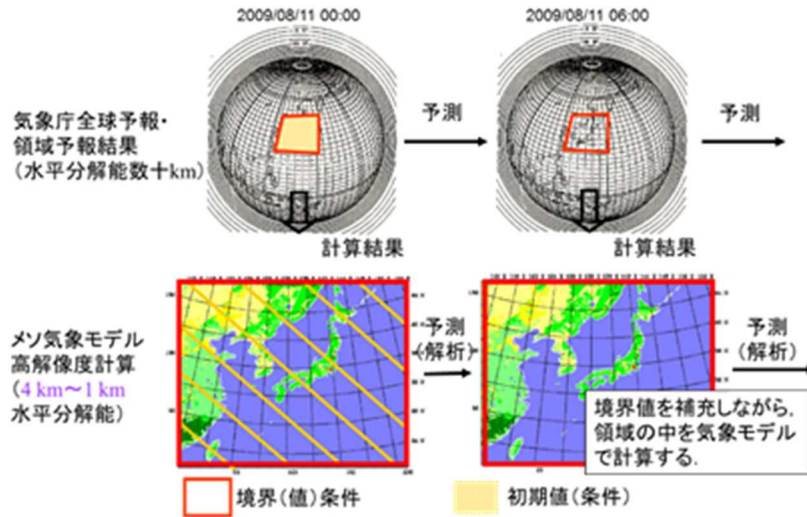 2009/08/11 00:00
2009/08/11 06:00
気象庁全球予報・
領域予報結果
(水平分解能数十km)
予測
予測
計算結果
計算結果
メソ気象モデル
高解像度計算
(4 km~1 km
水平分解能)
予測
(解析)
予測
(解析)
境界値を補充しながら,
領域の中を気象モデル
で計算する.
境界(値)条件
初期値(条件)